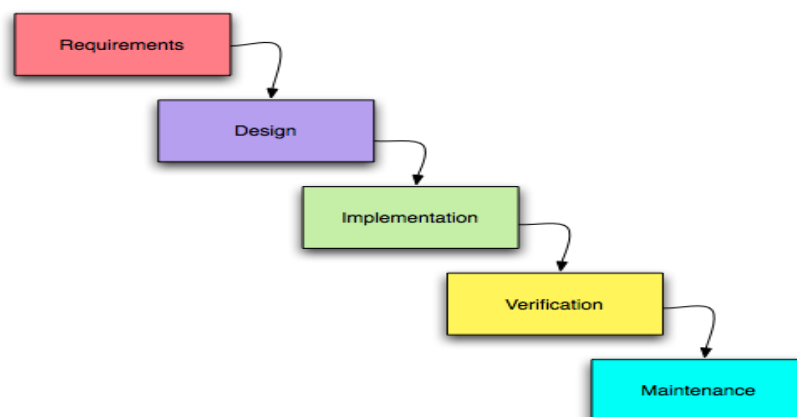 Requirements
Design
Implementation
Verification
Maintenance